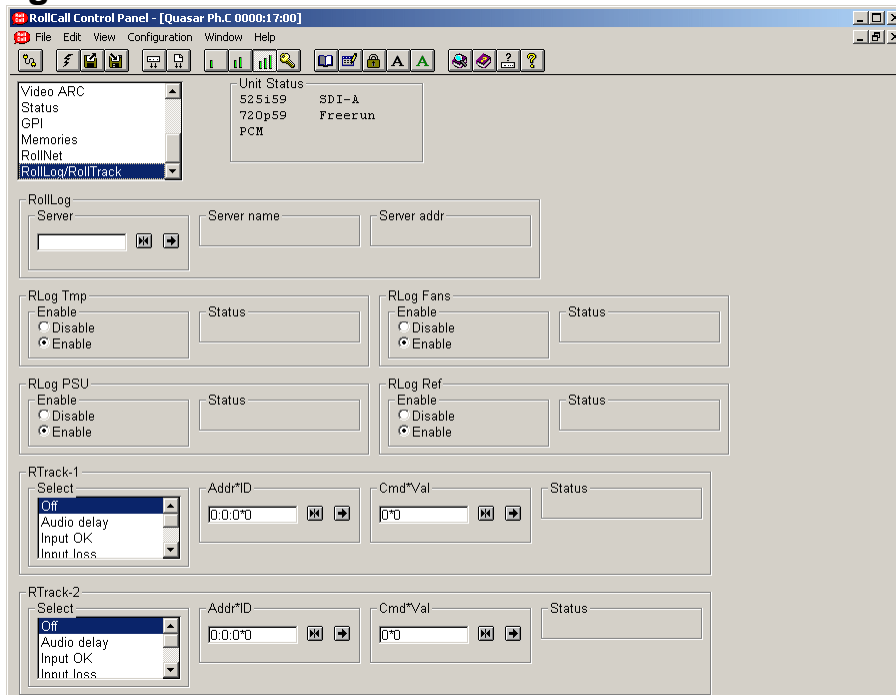 RollCall Control Panel - [Quasar Ph.C 0000:17:00]
File Edit View Configuration Window Help
Video ARC
Status
GPI
Memories
RollNet
RollLog/RollTrack
Unit Status
525i59 SDI-A
720p59 Freerun
PCM
RollLog
Server
Server name
Server addr
RLog Tmp
Enable
Disable
Enable
Status
RLog Fans
Enable
Disable
Enable
Status
RLog PSU
Enable
Disable
Enable
Status
RLog Ref
Enable
Disable
Enable
Status
RTrack-1
Select
Off
Audio delay
Input OK
Input loss
Addr*ID
0:0:0*0
Cmd*Val
0*0
Status
RTrack-2
Select
Off
Audio delay
Input OK
Input loss
Addr*ID
0:0:0*0
Cmd*Val
0*0
Status